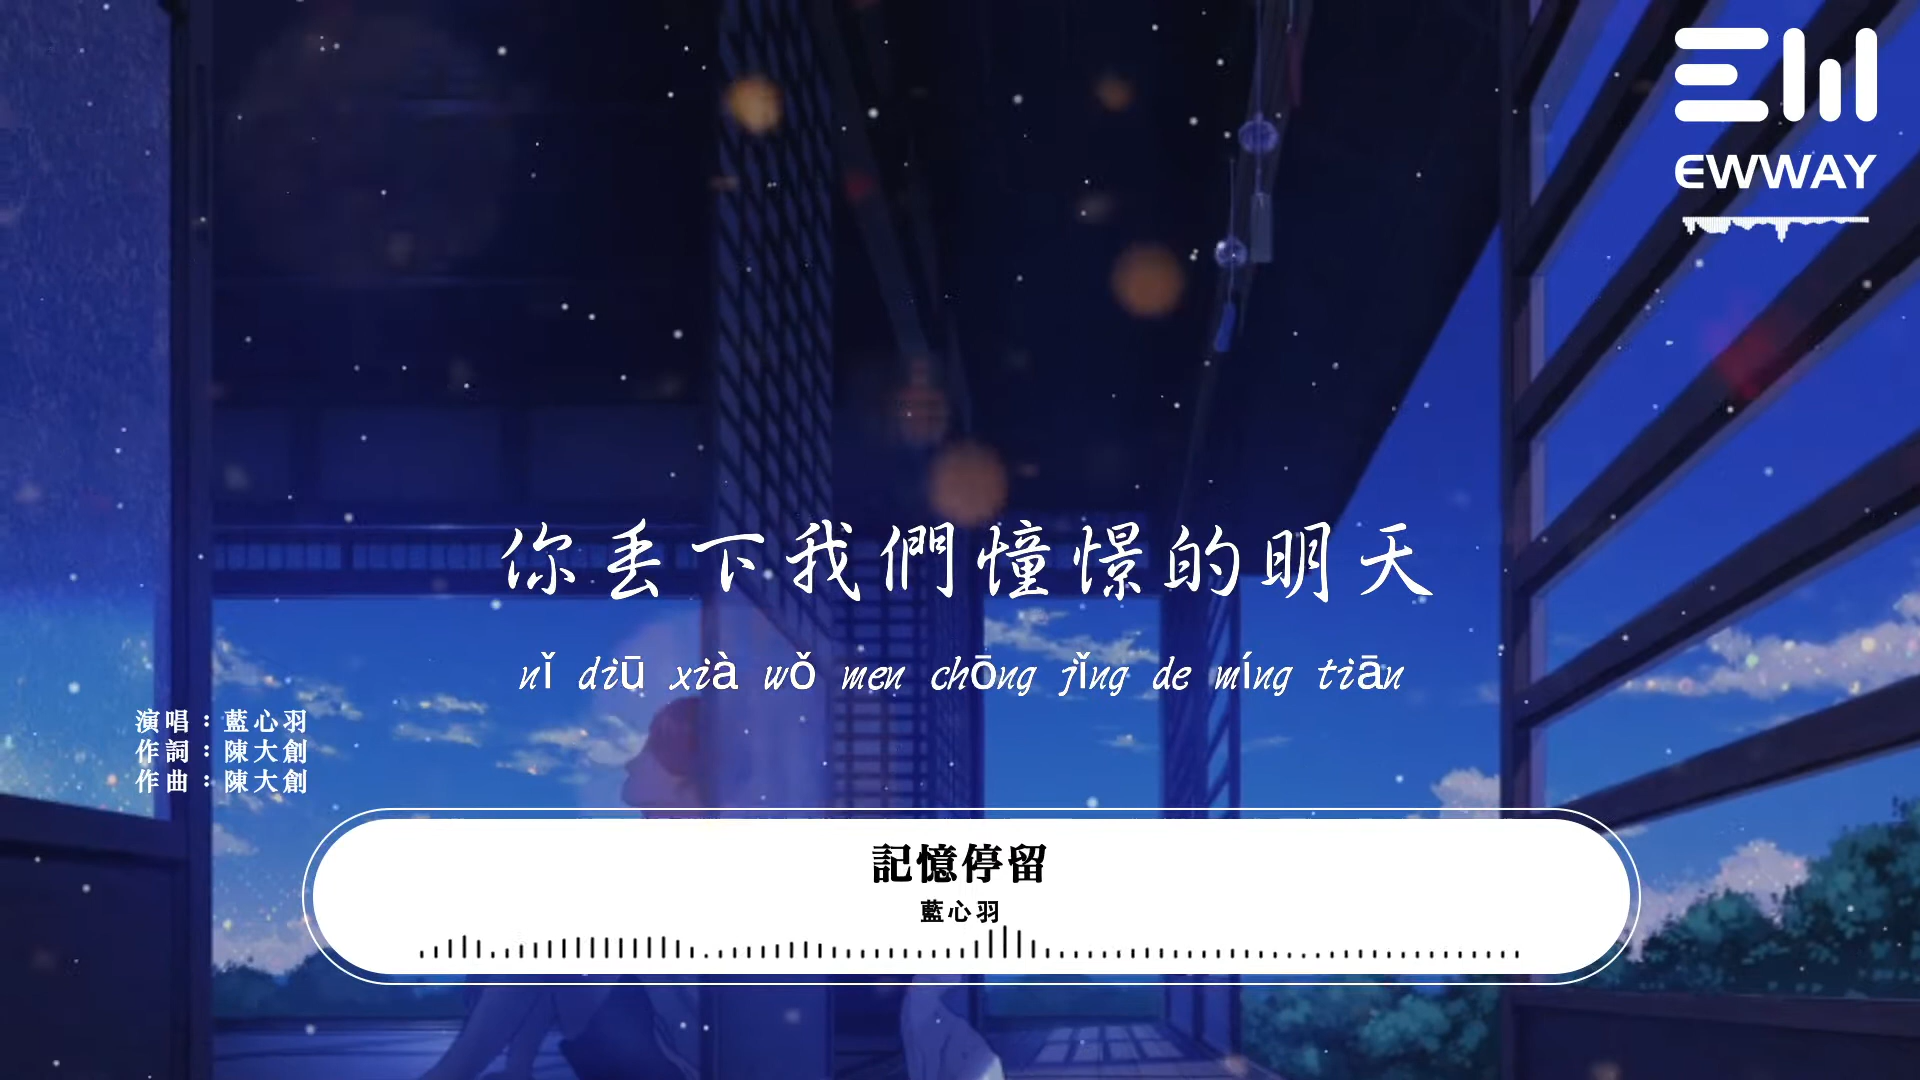 EW
EWWAY
你丟下我們憧憬的明天
nǐ diū xià wǒ men chōng jǐng de míng tiān
演唱：藍心羽
作詞：陳大創
作曲：陳大創
記憶停留
藍心羽